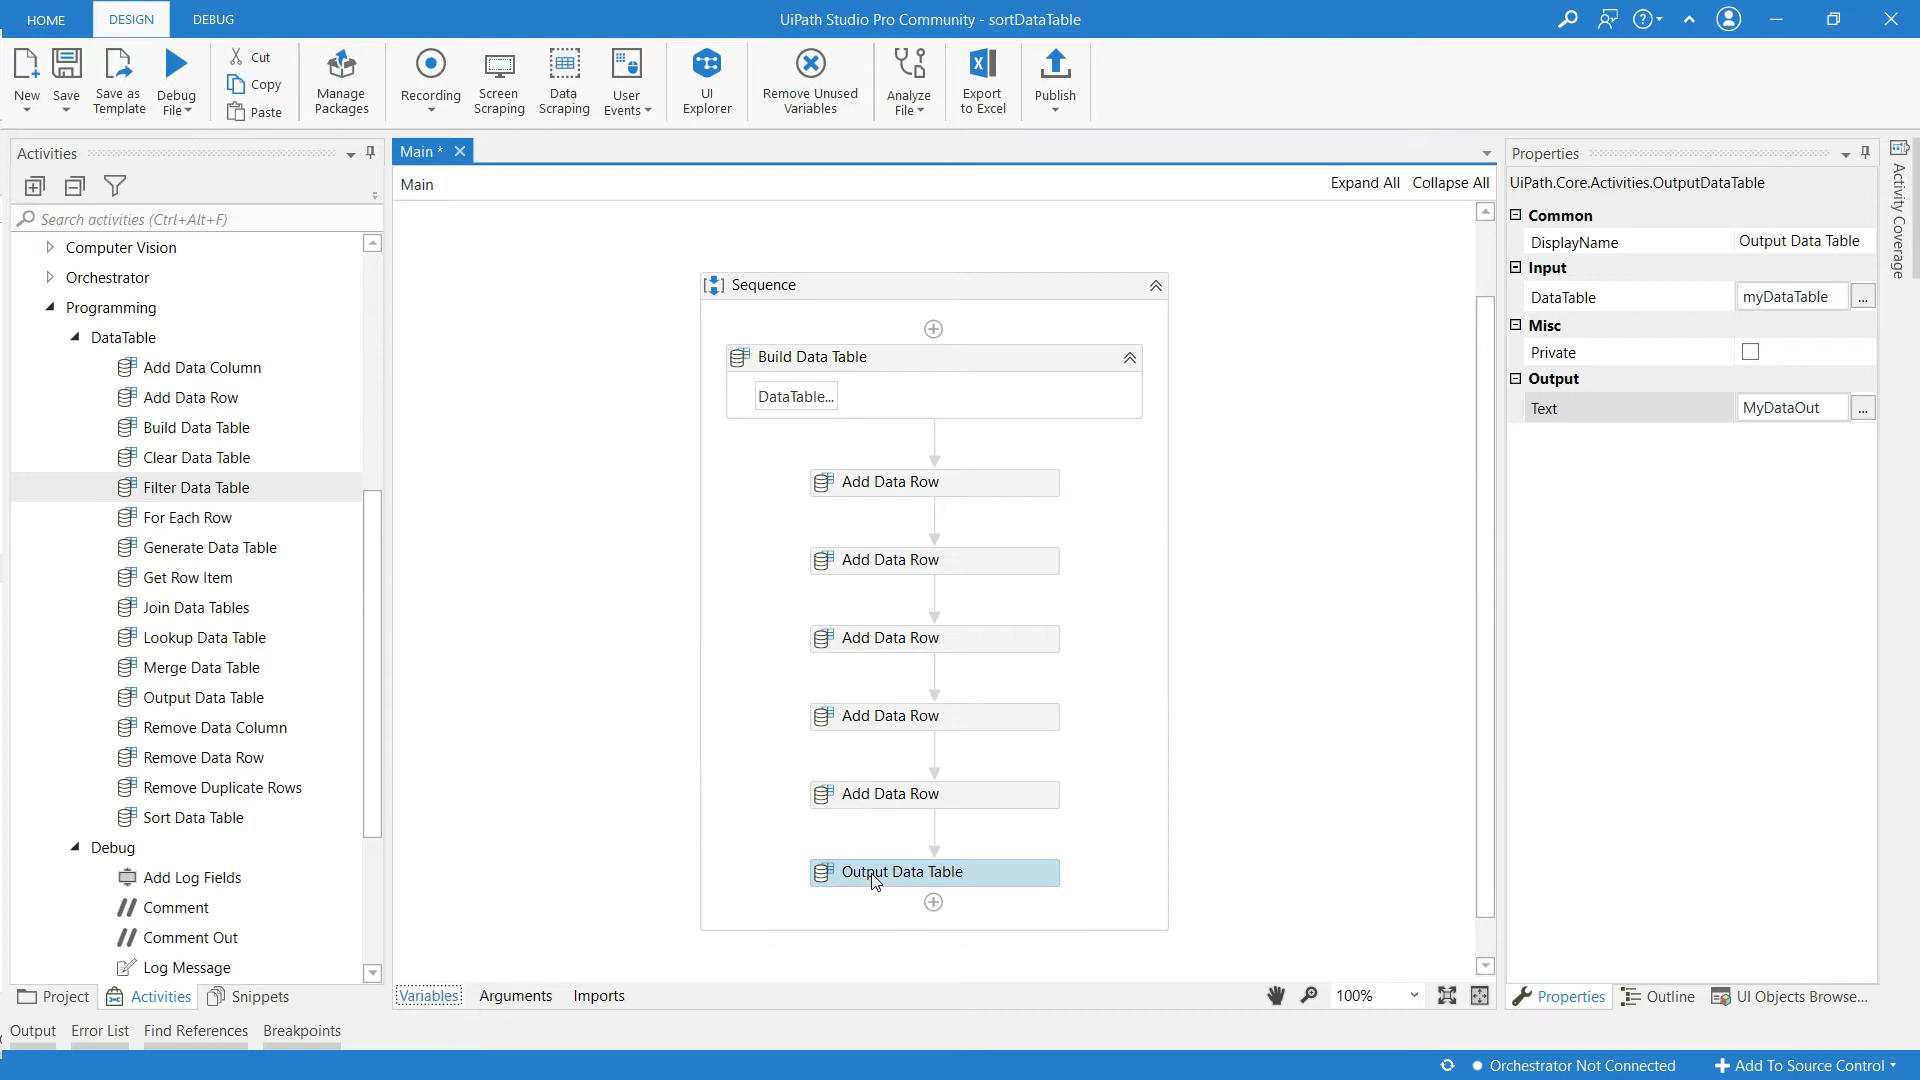 HOME DESIGN DEBUG UiPath Studio Pro Community - sortDataTable
New
Save
Save as Template
Debug File
Cut
Copy
Paste
Manage Packages
Recording
Screen Scraping
Data Scraping
User Events
UI Explorer
Remove Unused Variables
Analyze File
Export to Excel
Publish
Activities
Search activities (Ctrl+Alt+F)
Computer Vision
Orchestrator
Programming
DataTable
Add Data Column
Add Data Row
Build Data Table
Clear Data Table
Filter Data Table
For Each Row
Generate Data Table
Get Row Item
Join Data Tables
Lookup Data Table
Merge Data Table
Output Data Table
Remove Data Column
Remove Data Row
Remove Duplicate Rows
Sort Data Table
Debug
Add Log Fields
Comment
Comment Out
Log Message
Project Activities Snippets
Main *
Main Expand All Collapse All
Sequence
Build Data Table
DataTable...
Add Data Row
Add Data Row
Add Data Row
Add Data Row
Add Data Row
Output Data Table
Variables Arguments Imports 100%
Properties
UiPath.Core.Activities.OutputDataTable
Common
DisplayName Output Data Table
Input
DataTable myDataTable ...
Misc
Private
Output
Text MyDataOut ...
Properties Outline UI Objects Browse...
Activity Coverage
Output Error List Find References Breakpoints
Orchestrator Not Connected Add To Source Control